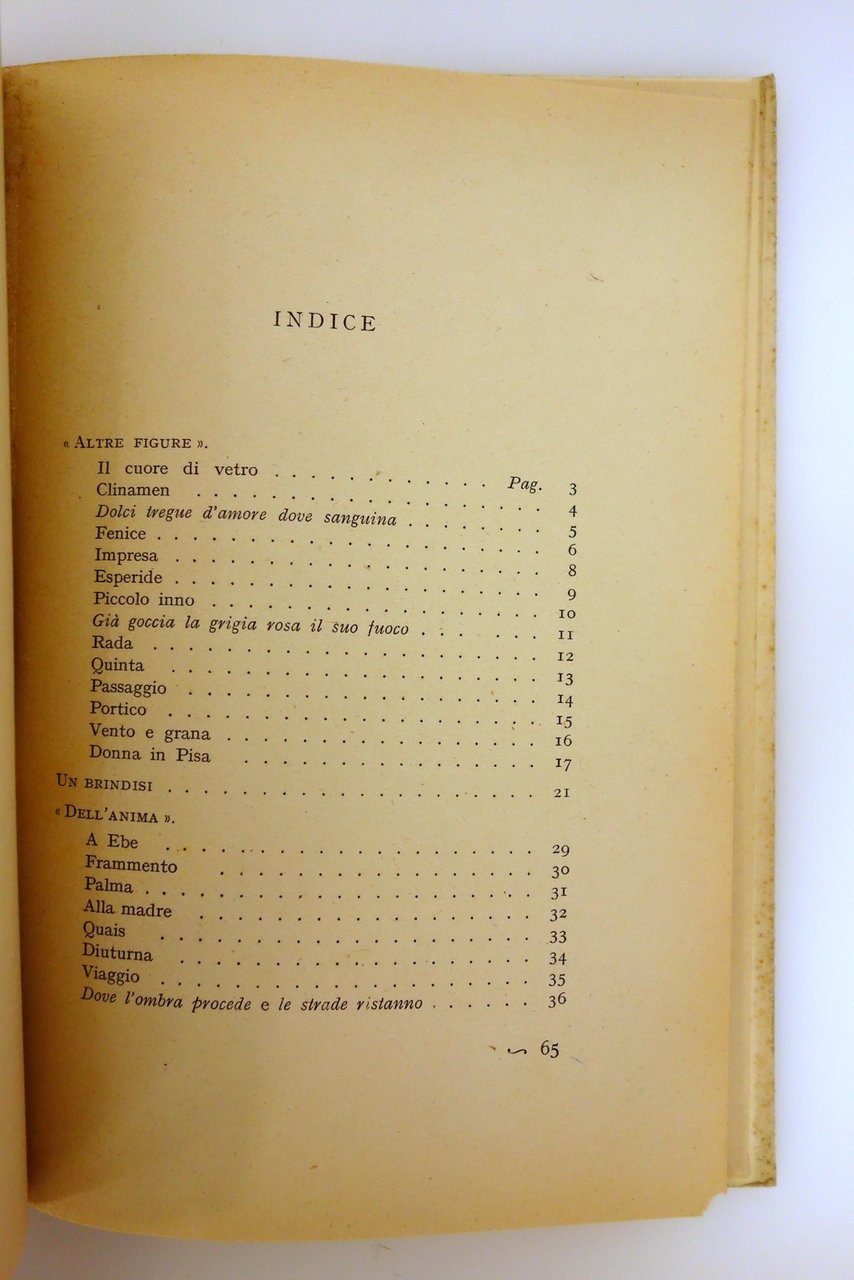 INDICE
« ALTRE FIGURE ».
Il cuore di vetro . . . . . . . . . . . Pag. 3
Clinamen . . . . . . . . . . . . . . . 4
Dolci tregue d'amore dove sanguina . . . . . . . 5
Fenice . . . . . . . . . . . . . . . . . 6
Impresa . . . . . . . . . . . . . . . . 8
Esperide . . . . . . . . . . . . . . . . 9
Piccolo inno . . . . . . . . . . . . . . 10
Già goccia la grigia rosa il suo fuoco . . . . . . 11
Rada . . . . . . . . . . . . . . . . . 12
Quinta . . . . . . . . . . . . . . . . 13
Passaggio . . . . . . . . . . . . . . . 14
Portico . . . . . . . . . . . . . . . . 15
Vento e grana . . . . . . . . . . . . . . 16
Donna in Pisa . . . . . . . . . . . . . 17
UN BRINDISI . . . . . . . . . . . . . . . . 21
« DELL'ANIMA ».
A Ebe . . . . . . . . . . . . . . . . . 29
Frammento . . . . . . . . . . . . . . 30
Palma . . . . . . . . . . . . . . . . . 31
Alla madre . . . . . . . . . . . . . . . 32
Quais . . . . . . . . . . . . . . . . . 33
Diuturna . . . . . . . . . . . . . . . . 34
Viaggio . . . . . . . . . . . . . . . . 35
Dove l'ombra procede e le strade ristanno . . . . . . 36
65